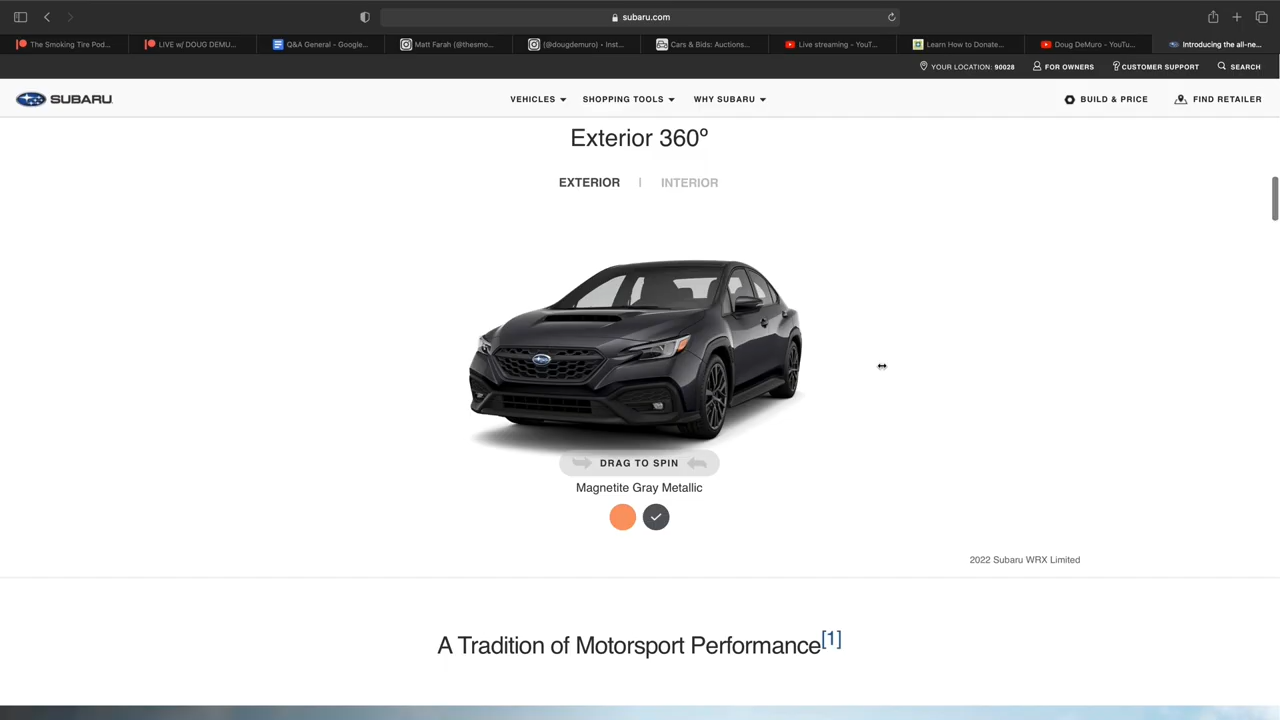 subaru.com
The Smoking Tire Pod...
LIVE w/ DOUG DEMU...
Q&A General - Google...
Matt Farah (@thesmo...
(@dougdemuro) - Inst...
Cars & Bids: Auctions...
Live streaming - YouT...
Learn How to Donate...
Doug DeMuro - YouTu...
Introducing the all-ne...
YOUR LOCATION: 90028
FOR OWNERS
CUSTOMER SUPPORT
SEARCH
SUBARU
VEHICLES
SHOPPING TOOLS
WHY SUBARU
BUILD & PRICE
FIND RETAILER
Exterior 360º
EXTERIOR | INTERIOR
DRAG TO SPIN
Magnetite Gray Metallic
2022 Subaru WRX Limited
A Tradition of Motorsport Performance[1]